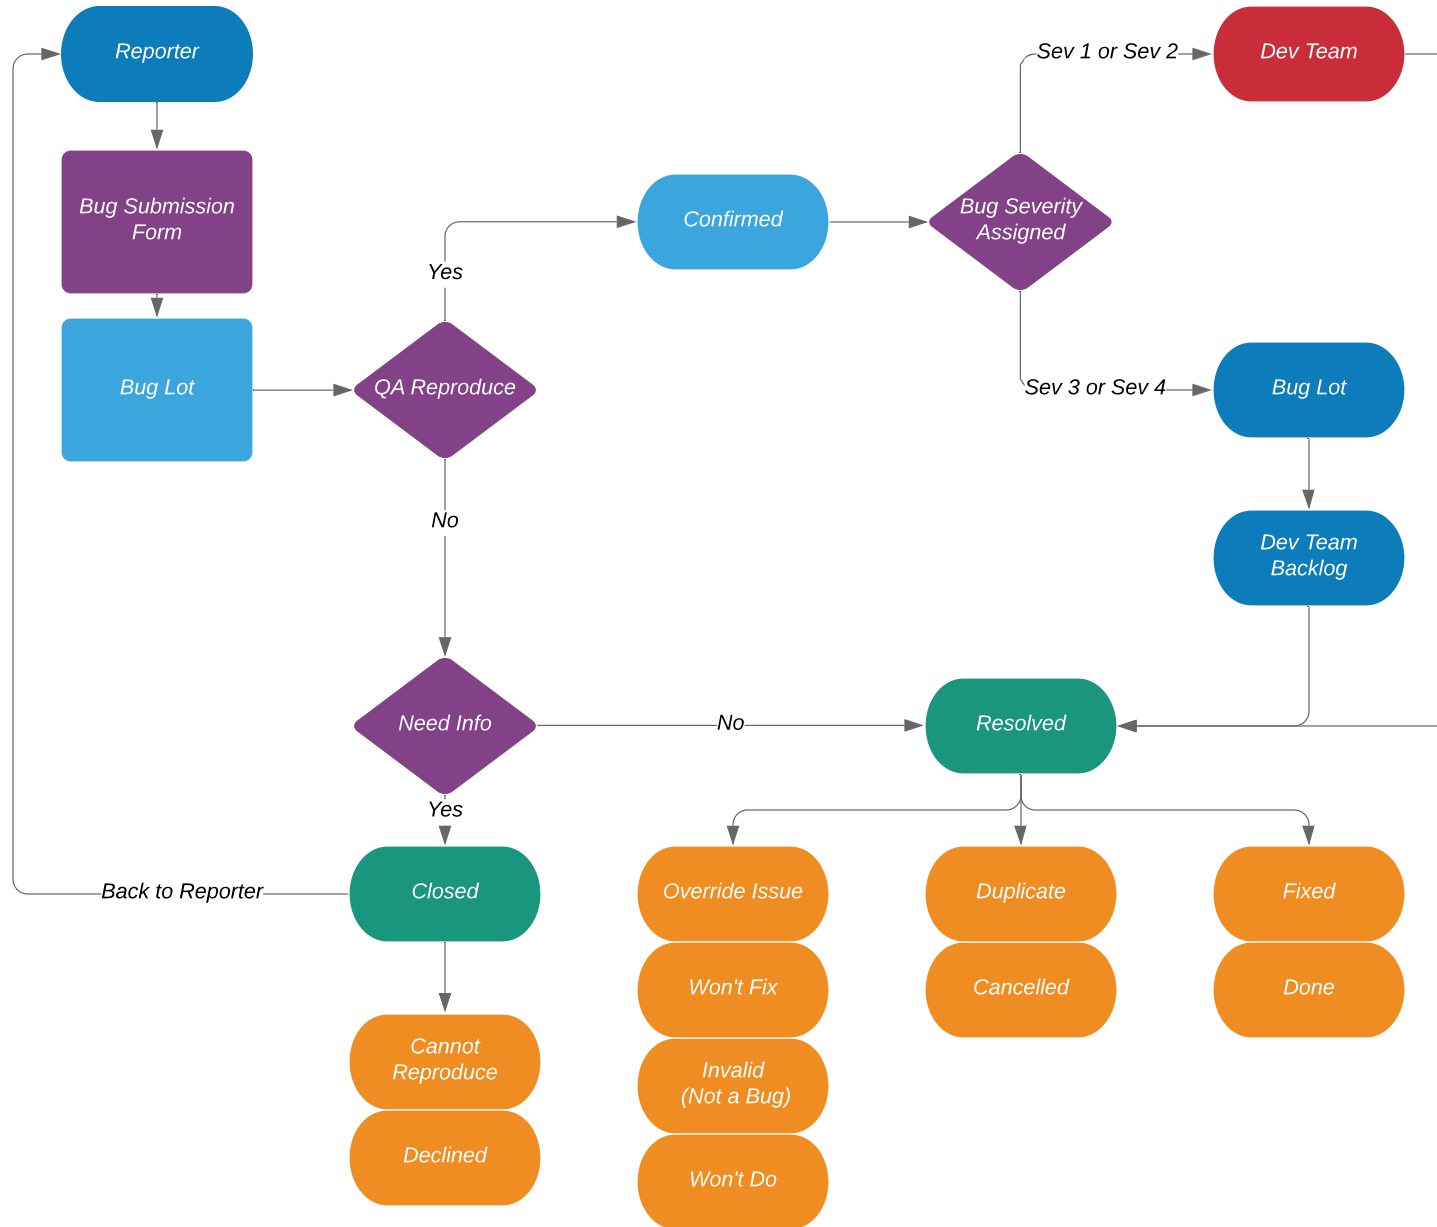 Reporter
Sev 1 or Sev 2
Dev Team
Bug Submission
Form
Confirmed
Bug Severity
Assigned
Yes
Bug Lot
QA Reproduce
Sev 3 or Sev 4
Bug Lot
No
Dev Team
Backlog
Need Info
No
Resolved
Yes
Back to Reporter
Closed
Override Issue
Duplicate
Fixed
Won't Fix
Cancelled
Done
Cannot
Reproduce
Invalid
(Not a Bug)
Declined
Won't Do